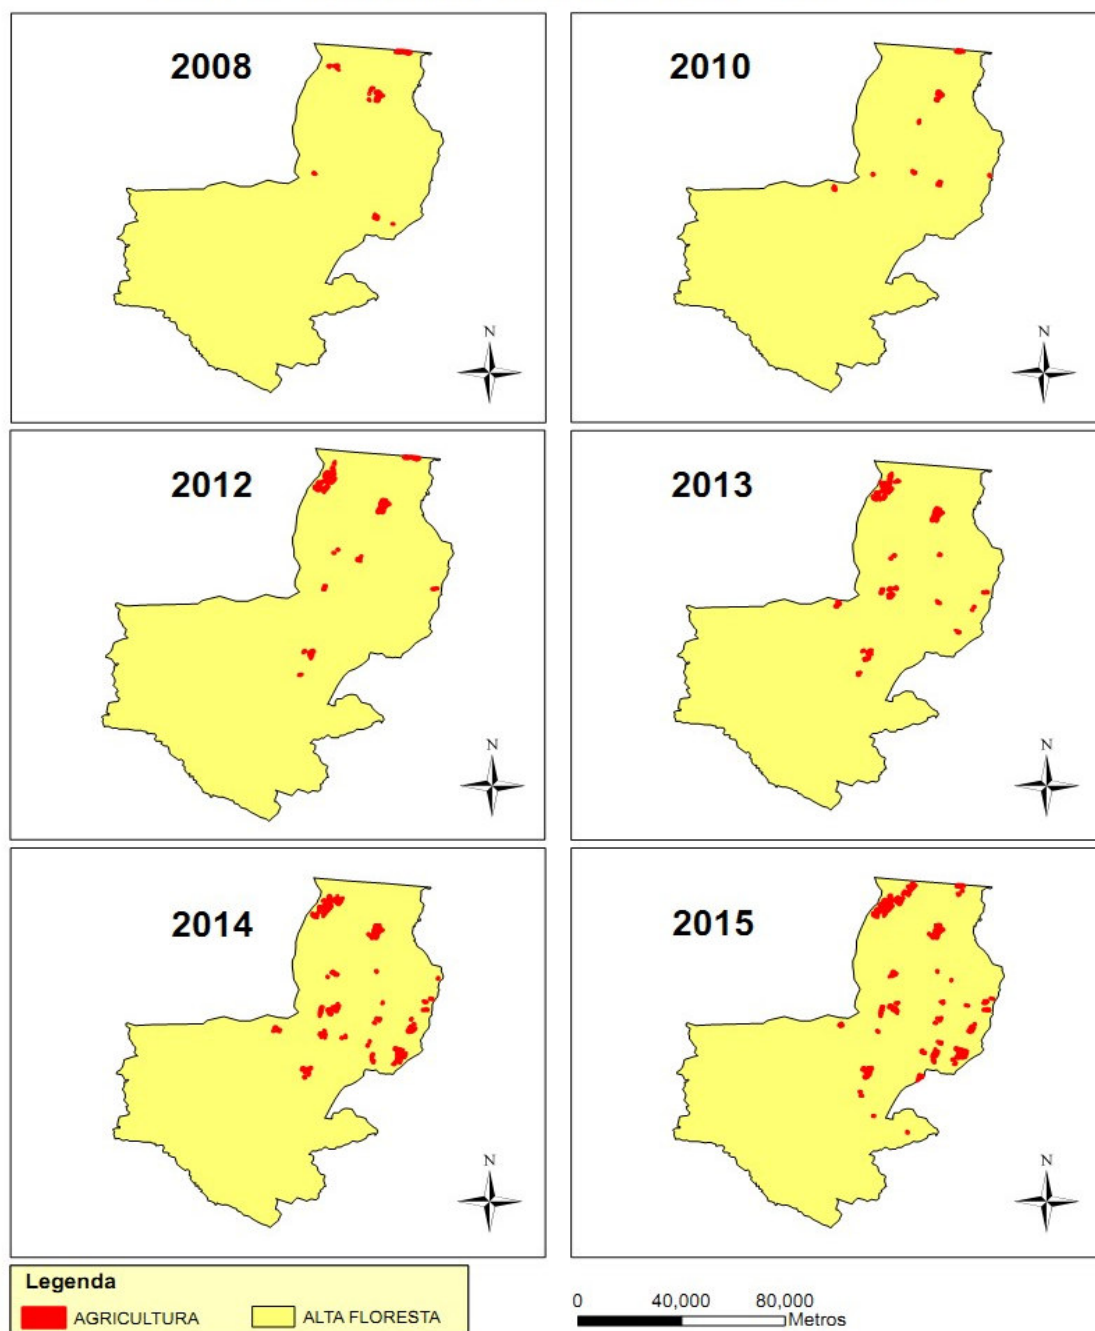 2008
N
2010
N
2012
N
2013
N
2014
N
2015
N
Legenda
AGRICULTURA
ALTA FLORESTA
0 40,000 80,000
Metros